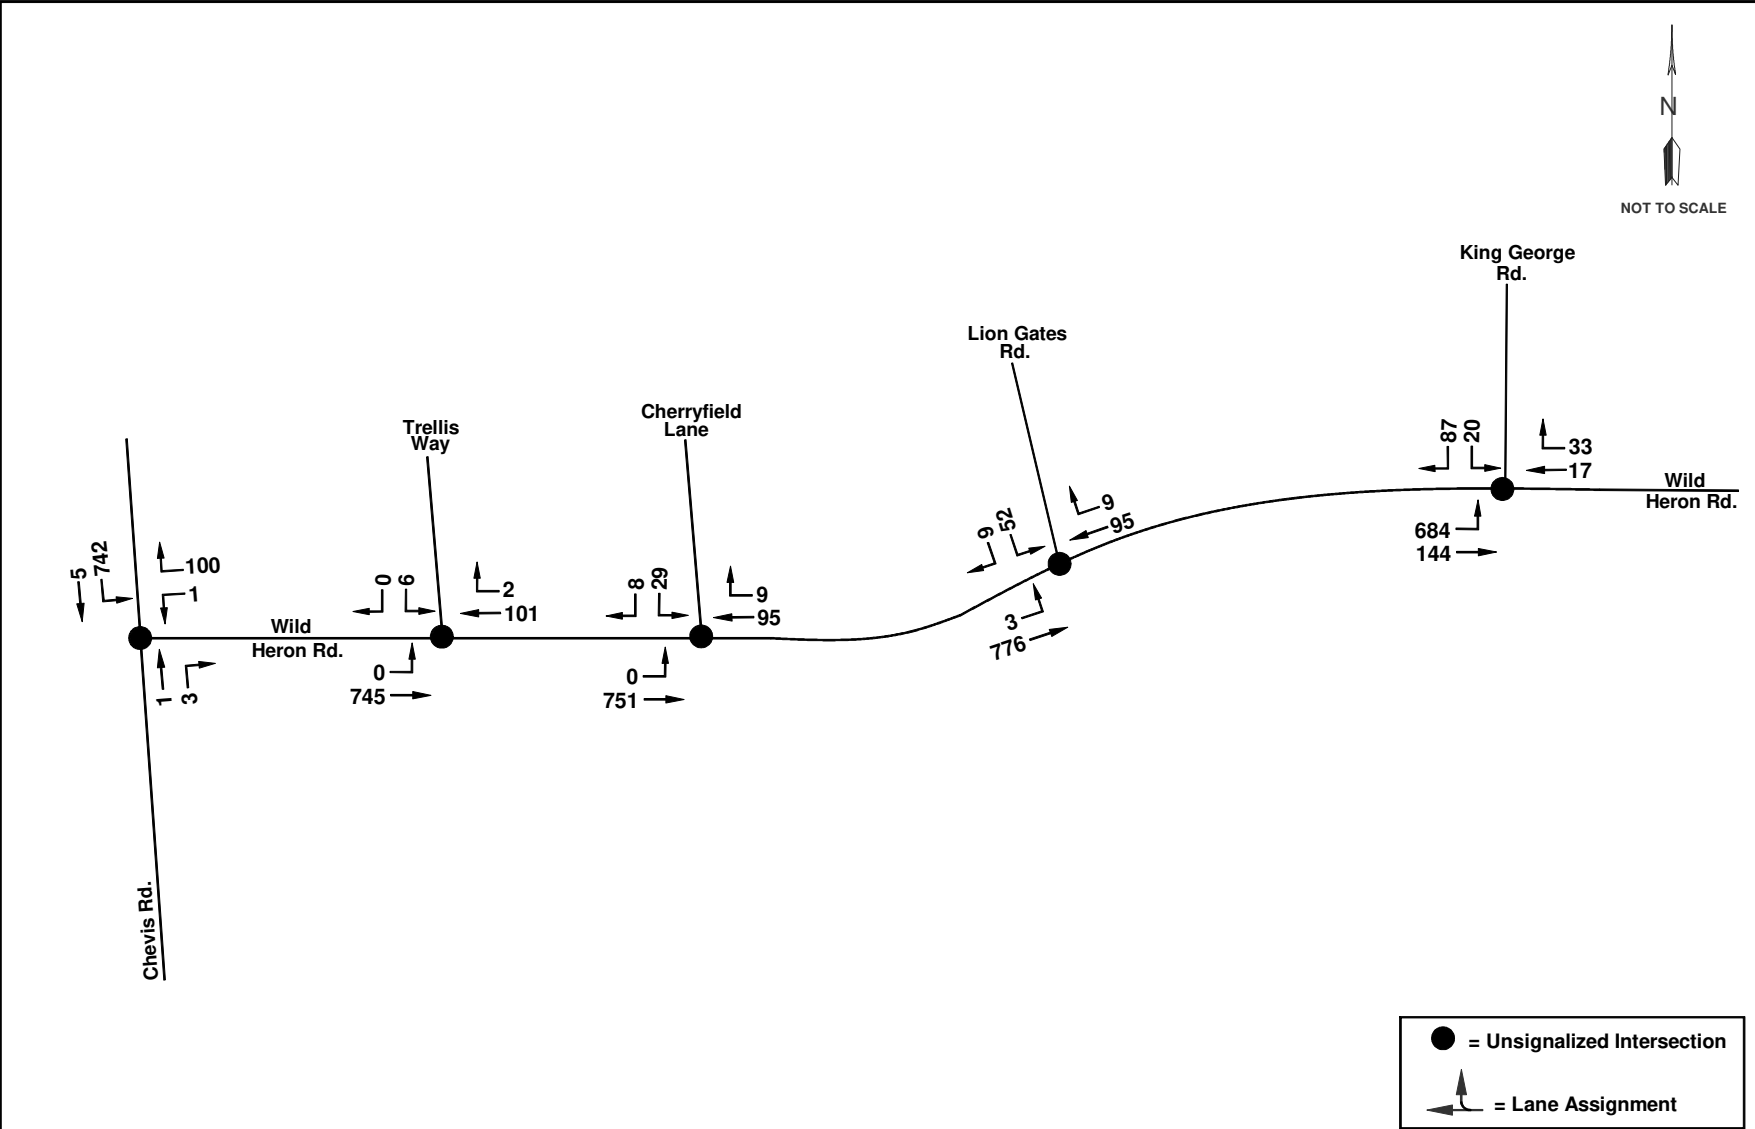 N
NOT TO SCALE
King George
Rd.
Lion Gates
Rd.
Cherryfield
Lane
Trellis
Way
87
20
33
17
Wild
Heron Rd.
684
144
9
52
9
95
3
776
5
742
100
1
0
6
2
101
8
29
9
95
Wild
Heron Rd.
1
3
0
745
0
751
Chevis Rd.
= Unsignalized Intersection
= Lane Assignment